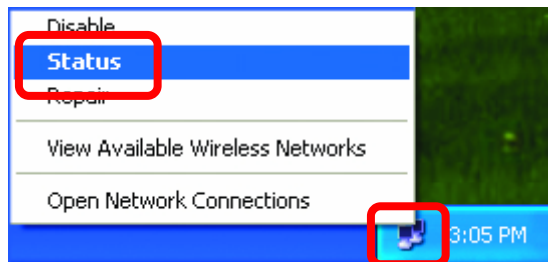 Disable
Status
Repair
View Available Wireless Networks
Open Network Connections
3:05 PM